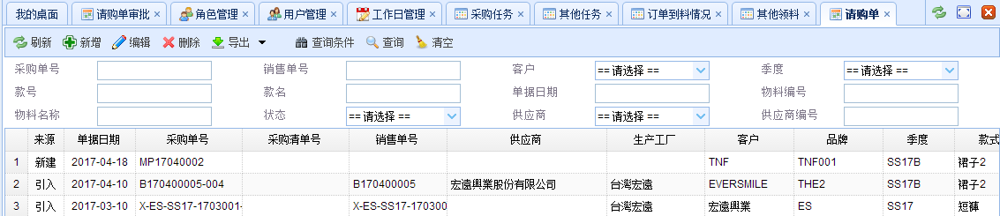 我的桌面 请购单审批 × 角色管理 × 用户管理 × 工作日管理 × 采购任务 × 其他任务 × 订单到料情况 × 其他领料 × 请购单 ×
刷新 新增 编辑 删除 导出 查询条件 查询 清空
采购单号 销售单号 客户 == 请选择 == 季度 == 请选择 ==
款号 款名 单据日期 物料编号
物料名称 状态 == 请选择 == 供应商 == 请选择 == 供应商编号
来源 单据日期 采购单号 采购清单号 销售单号 供应商 生产工厂 客户 品牌 季度 款式
1 新建 2017-04-18 MP17040002 TNF TNF001 SS17B 裙子2
2 引入 2017-04-10 B170400005-004 B170400005 宏遠興業股份有限公司 台灣宏遠 EVERSMILE THE2 SS17B 裙子2
3 引入 2017-03-10 X-ES-SS17-1703001- X-ES-SS17-170300 台灣宏遠 宏遠興業 ES SS17 短褲